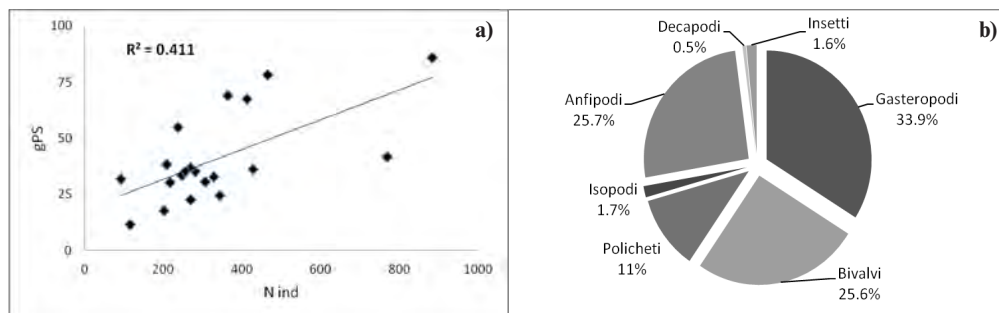 100
75
50
25
0
gPS
R² = 0.411
a)
0 200 400 600 800 1000
N ind
b)
Decapodi
0.5%
Insetti
1.6%
Gasteropodi
33.9%
Anfipodi
25.7%
Isopodi
1.7%
Policheti
11%
Bivalvi
25.6%